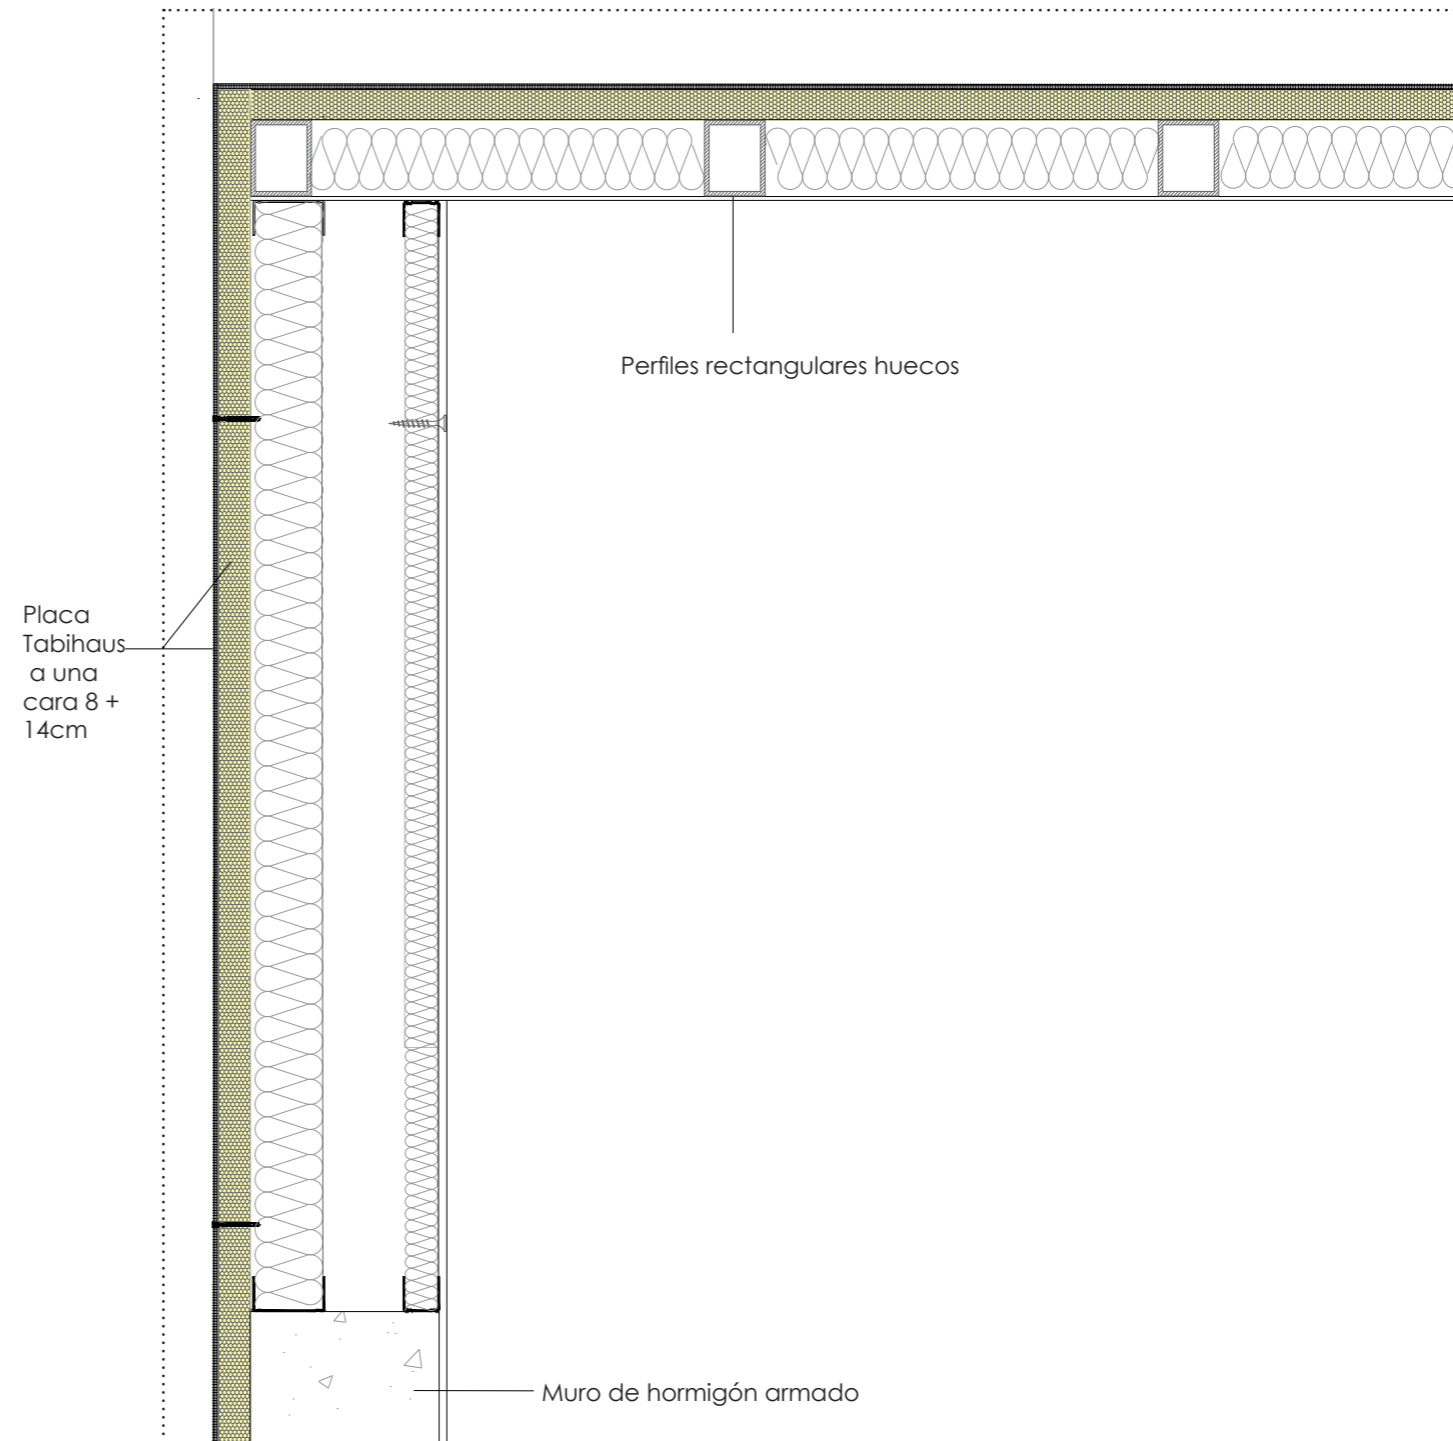 Perfiles rectangulares huecos
Placa
Tabihaus
a una
cara 8 +
14cm
Muro de hormigón armado